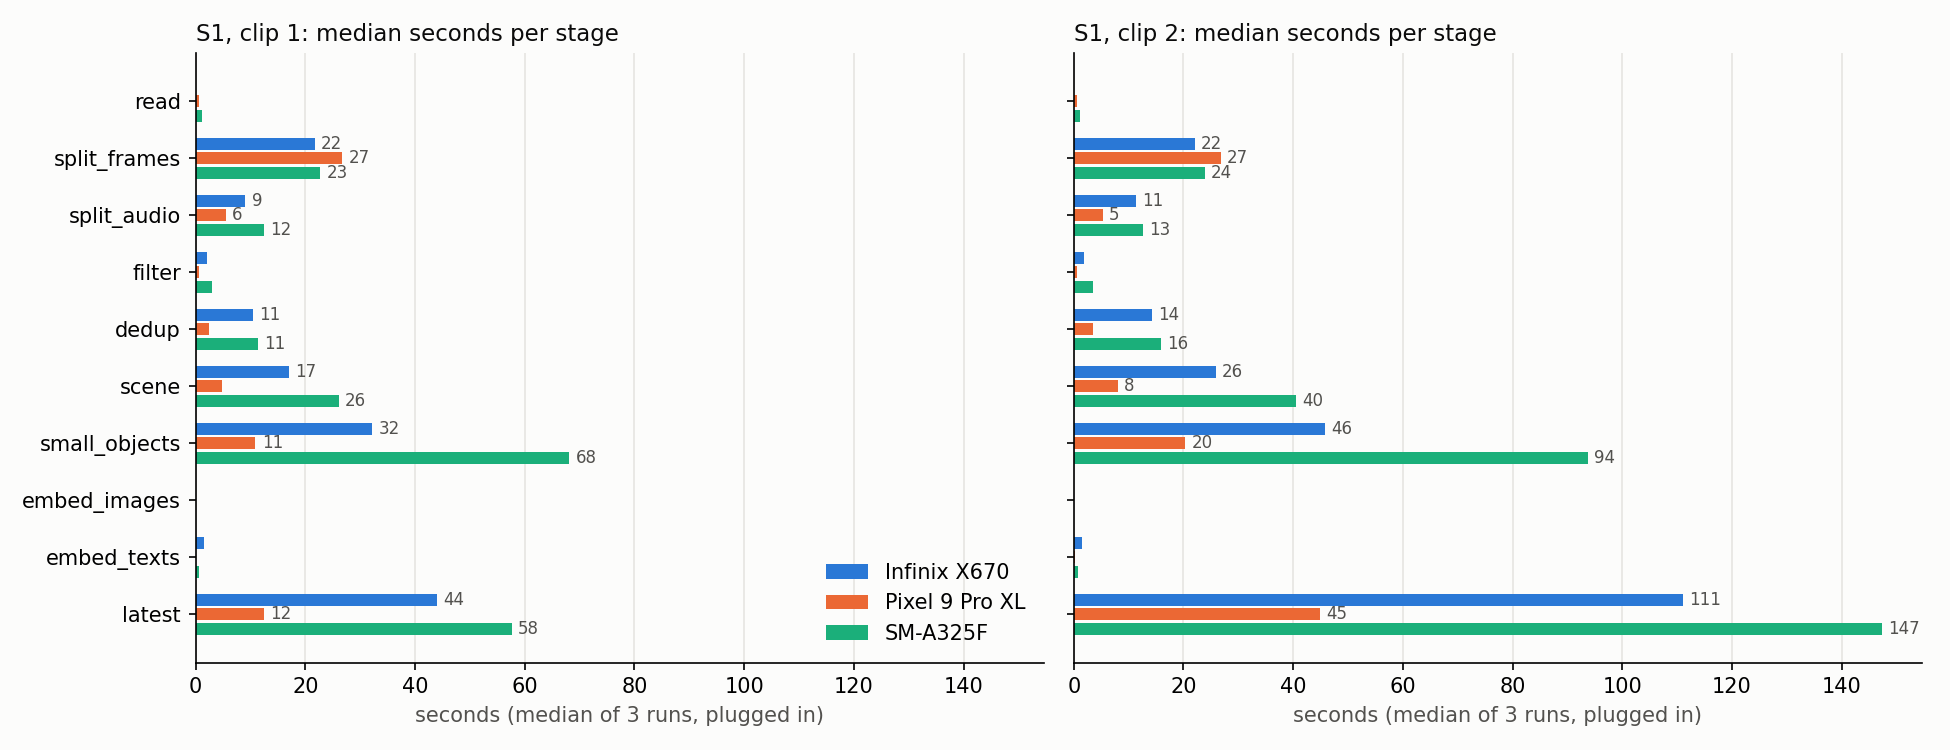 S1, clip 1: median seconds per stage
read
split_frames
22
27
23
split_audio
9
6
12
filter
dedup
11
11
scene
17
26
small_objects
32
11
68
embed_images
embed_texts
latest
44
12
58
Infinix X670
Pixel 9 Pro XL
SM-A325F
0 20 40 60 80 100 120 140
seconds (median of 3 runs, plugged in)
S1, clip 2: median seconds per stage
22
27
24
11
5
13
14
16
26
8
40
46
20
94
111
45
147
0 20 40 60 80 100 120 140
seconds (median of 3 runs, plugged in)